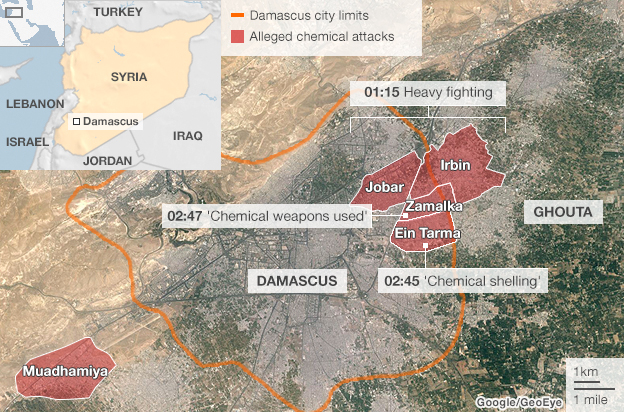 TURKEY
SYRIA
LEBANON
Damascus
ISRAEL
IRAQ
JORDAN
Damascus city limits
Alleged chemical attacks
01:15 Heavy fighting
Irbin
Jobar
Zamalka
02:47 'Chemical weapons used'
GHOUTA
Ein Tarma
DAMASCUS
02:45 'Chemical shelling'
Muadhamiya
1km
1 mile
Google/GeoEye